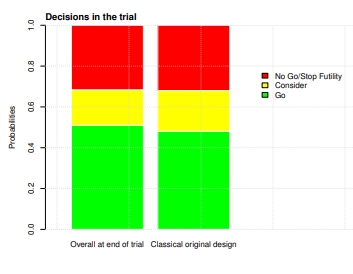 Decisions in the trial
1.0
0.8
0.6
0.4
0.2
0.0
Probabilities
No Go/Stop Futility
Consider
Go
Overall at end of trial
Classical original design